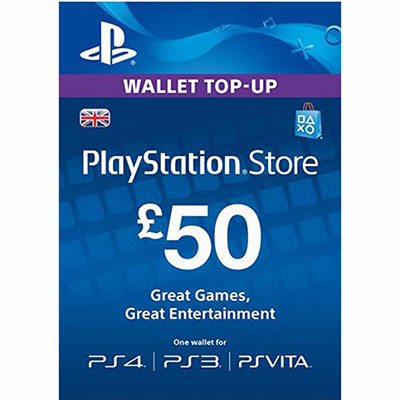 WALLET TOP-UP
PlayStation®Store
£50
Great Games,
Great Entertainment
One wallet for
PS4 | PS3 | PSVITA